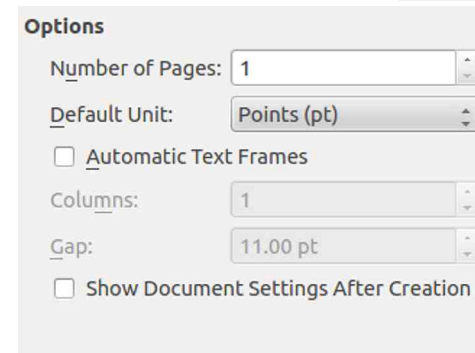 Options
Number of Pages: 1
Default Unit: Points (pt)
Automatic Text Frames
Columns: 1
Gap: 11.00 pt
Show Document Settings After Creation